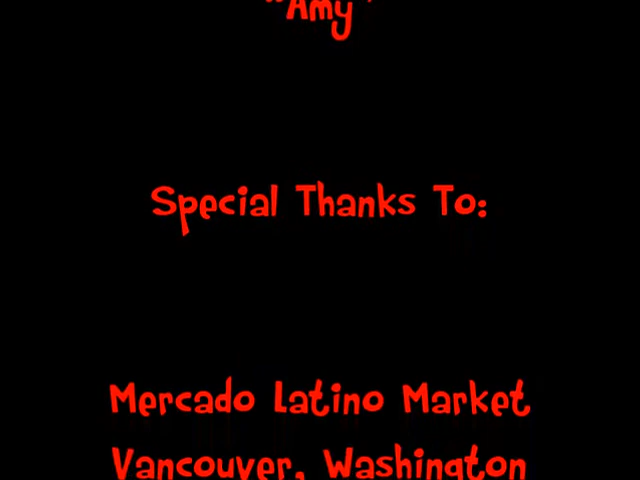 "Amy"
Special Thanks To:
Mercado Latino Market
Vancouver, Washington